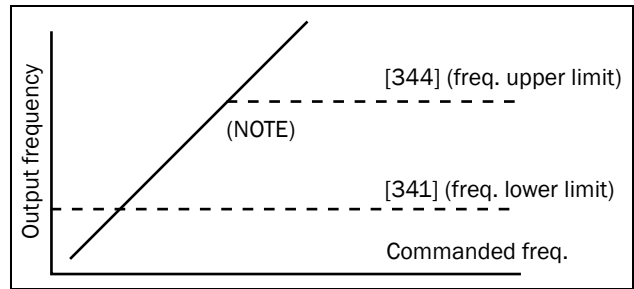 Output frequency
[344] (freq. upper limit)
(NOTE)
[341] (freq. lower limit)
Commanded freq.